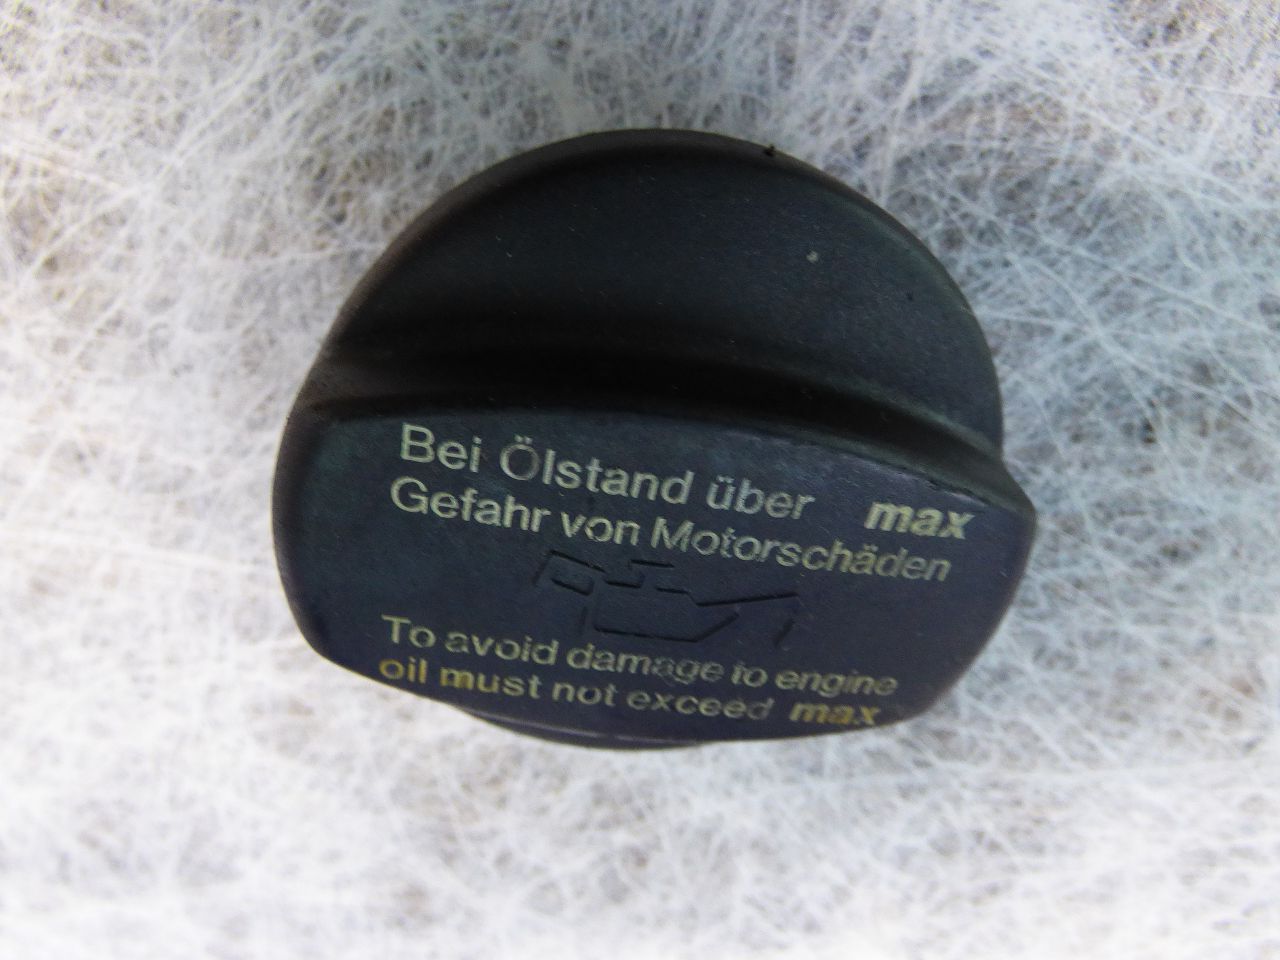 Bei Ölstand über max
Gefahr von Motorschäden
To avoid damage to engine
oil must not exceed max